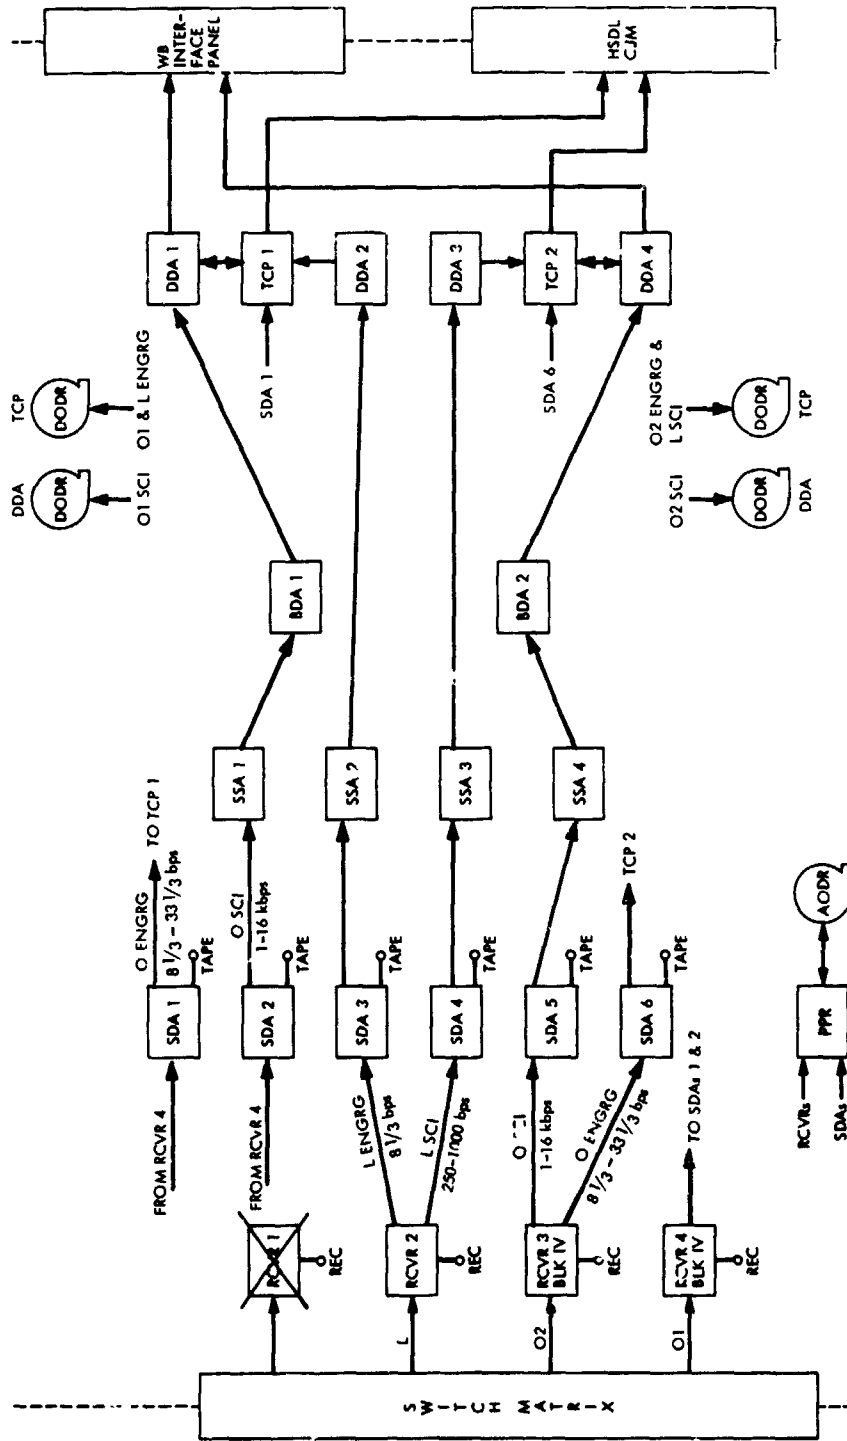 SWITCH MATRIX
RCVR 1
REC
L
RCVR 2
REC
O2
RCVR 3
BLK IV
REC
O1
RCVR 4
BLK IV
REC
FROM RCVR 4
FROM RCVR 4
L ENGRG
8 1/3 bps
L SCI
250-1000 bps
O SCI
1-16 kbps
O ENGRG
8 1/3 - 33 1/3 bps
TO SDAs 1 & 2
RCVRs
SDAs
SDA 1
TAPE
SDA 2
TAPE
SDA 3
TAPE
SDA 4
TAPE
SDA 5
TAPE
SDA 6
TAPE
PPR
AODR
O ENGRG
8 1/3 - 33 1/3 bps
TO TCP 1
O SCI
1-16 kbps
TCP 2
SSA 1
SSA 2
SSA 3
SSA 4
BDA 1
BDA 2
DDA
DODR
O1 SCI
TCP
DODR
O1 & L ENGRG
O2 SCI
DODR
DDA
O2 ENGRG &
L SCI
DODR
TCP
SDA 1
SDA 6
DDA 1
TCP 1
DDA 2
DDA 3
TCP 2
DDA 4
WB
INTER-
FACE
PANEL
HSDL
CJM